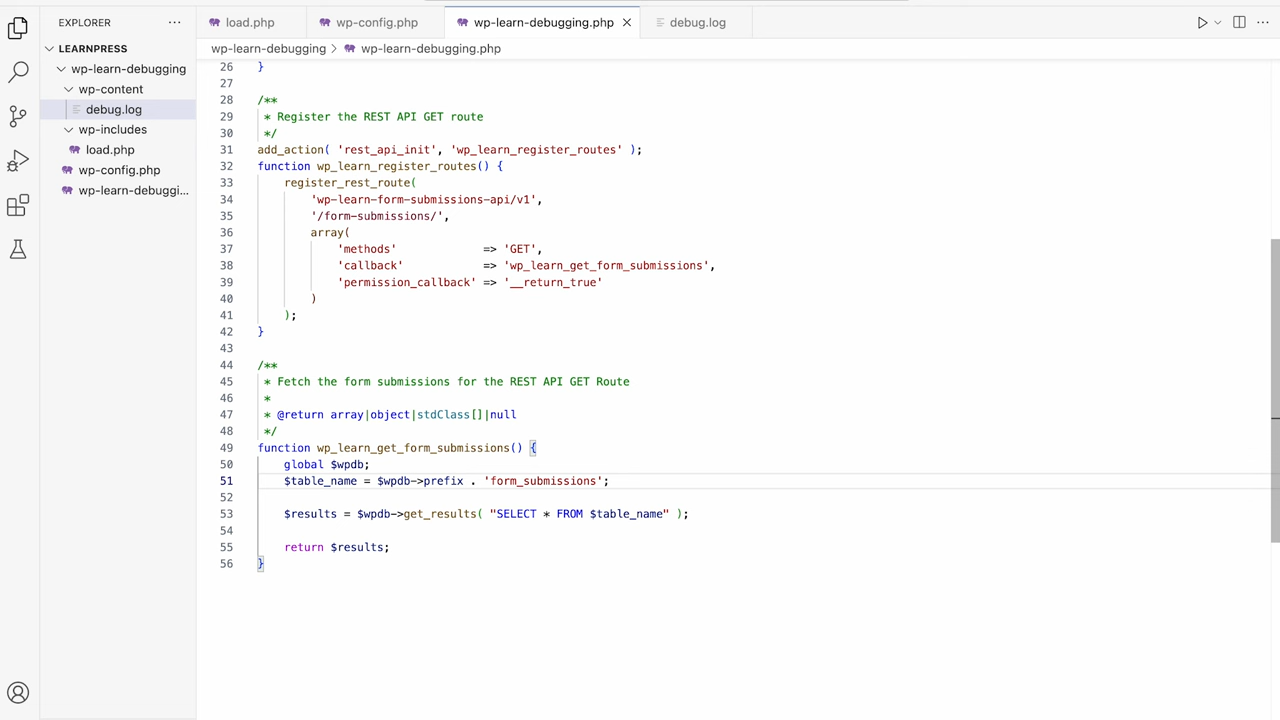 EXPLORER
LEARNPRESS
wp-learn-debugging
wp-content
debug.log
wp-includes
load.php
wp-config.php
wp-learn-debuggi...
load.php
wp-config.php
wp-learn-debugging.php
debug.log
wp-learn-debugging > wp-learn-debugging.php
26 }
27
28 /**
29 * Register the REST API GET route
30 */
31 add_action( 'rest_api_init', 'wp_learn_register_routes' );
32 function wp_learn_register_routes() {
33 register_rest_route(
34 'wp-learn-form-submissions-api/v1',
35 '/form-submissions/',
36 array(
37 'methods' => 'GET',
38 'callback' => 'wp_learn_get_form_submissions',
39 'permission_callback' => '__return_true'
40 )
41 );
42 }
43
44 /**
45 * Fetch the form submissions for the REST API GET Route
46 *
47 * @return array|object|stdClass[]|null
48 */
49 function wp_learn_get_form_submissions() {
50 global $wpdb;
51 $table_name = $wpdb->prefix . 'form_submissions';
52
53 $results = $wpdb->get_results( "SELECT * FROM $table_name" );
54
55 return $results;
56 }